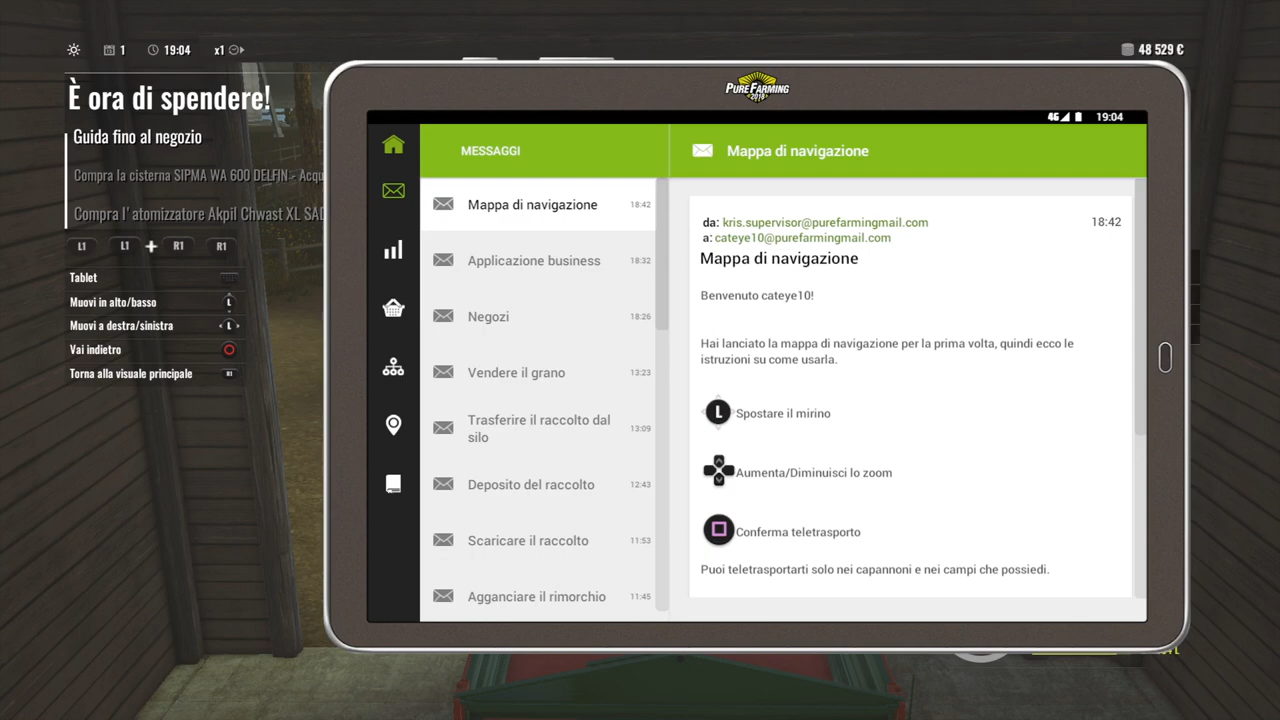 1
19:04
x1
48 529 €
È ora di spendere!
Guida fino al negozio
Compra la cisterna SIPMA WA 600 DELFIN - Acqu
Compra l'atomizzatore Akpil Chwast XL SAD
L1 L1 + R1 R1
Tablet
Muovi in alto/basso L
Muovi a destra/sinistra L
Vai indietro
Torna alla visuale principale R1
PURE FARMING
2018
4G 19:04
MESSAGGI
Mappa di navigazione 18:42
Applicazione business 18:32
Negozi 18:26
Vendere il grano 13:23
Trasferire il raccolto dal
silo 13:09
Deposito del raccolto 12:43
Scaricare il raccolto 11:53
Agganciare il rimorchio 11:45
Mappa di navigazione
da: kris.supervisor@purefarmingmail.com 18:42
a: cateye10@purefarmingmail.com
Mappa di navigazione
Benvenuto cateye10!
Hai lanciato la mappa di navigazione per la prima volta, quindi ecco le
istruzioni su come usarla.
L Spostare il mirino
Aumenta/Diminuisci lo zoom
Conferma teletrasporto
Puoi teletrasportarti solo nei capannoni e nei campi che possiedi.